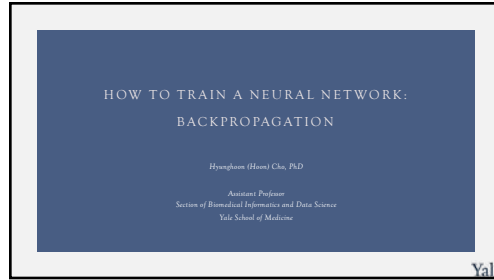 HOW TO TRAIN A NEURAL NETWORK:
BACKPROPAGATION
Hyunghoon (Hoon) Cho, PhD
Assistant Professor
Section of Biomedical Informatics and Data Science
Yale School of Medicine
Yal